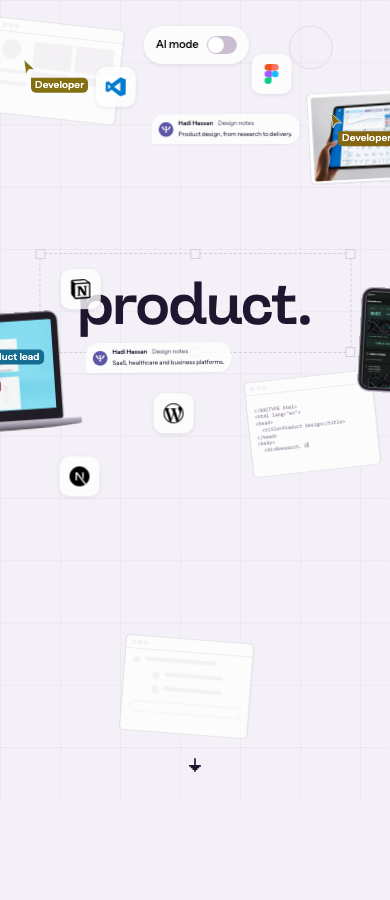 AI mode
Developer
Hadi Hassan Design notes
Product design, from research to delivery.
Developer
N
product.
duct lead
Hadi Hassan Design notes
SaaS, healthcare and business platforms.
<!DOCTYPE html>
<html lang="en">
<head>
<title>Product Design</title>
</head>
<body>
<h1>Research. d